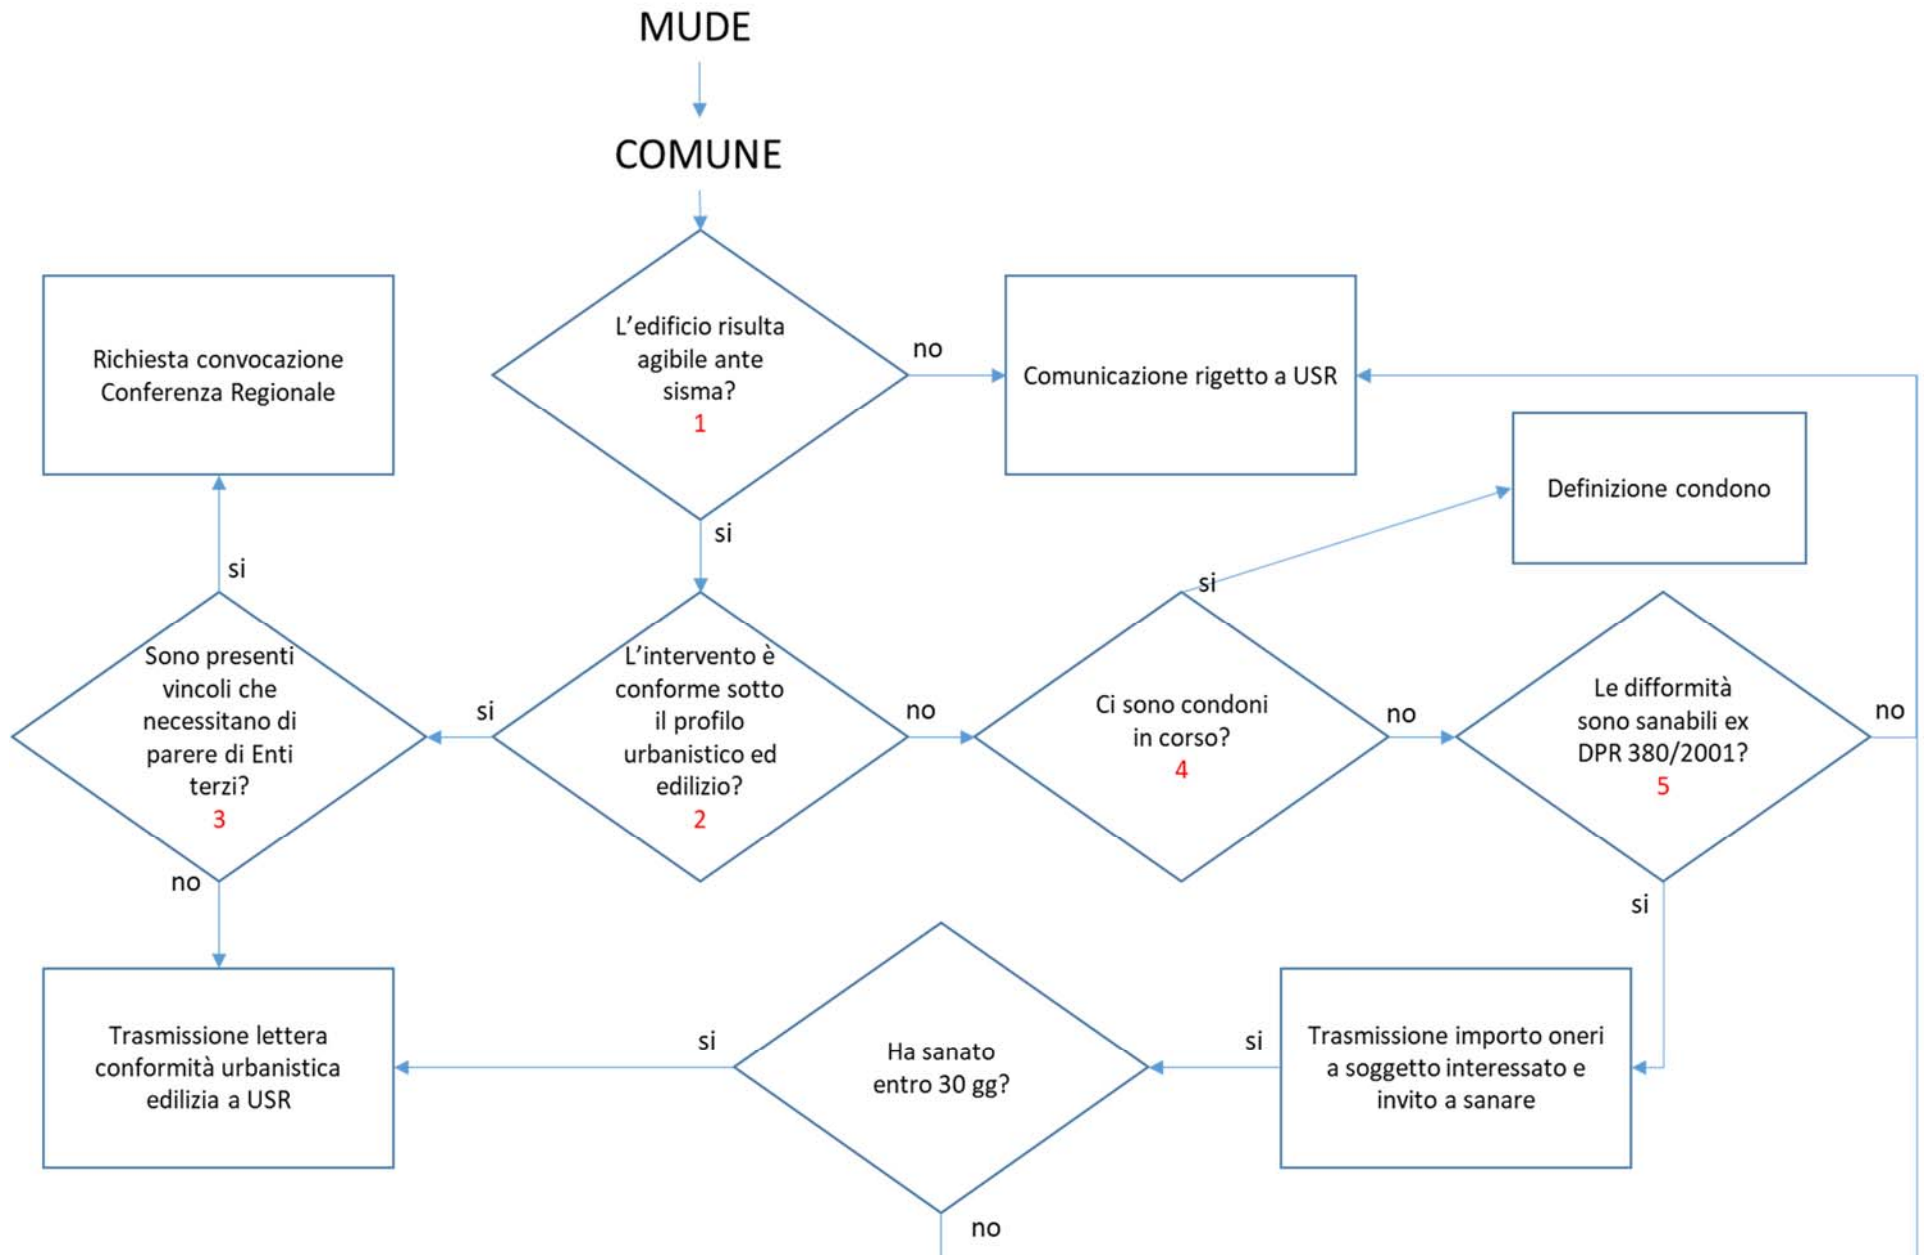 MUDE
COMUNE
L’edificio risulta
agibile ante
sisma?
1
no
Comunicazione rigetto a USR
Richiesta convocazione
Conferenza Regionale
Definizione condono
si
si
si
Sono presenti
vincoli che
necessitano di
parere di Enti
terzi?
3
si
L’intervento è
conforme sotto
il profilo
urbanistico ed
edilizio?
2
no
Ci sono condoni
in corso?
4
no
Le difformità
sono sanabili ex
DPR 380/2001?
5
no
no
si
Trasmissione lettera
conformità urbanistica
edilizia a USR
si
Ha sanato
entro 30 gg?
si
Trasmissione importo oneri
a soggetto interessato e
invito a sanare
no